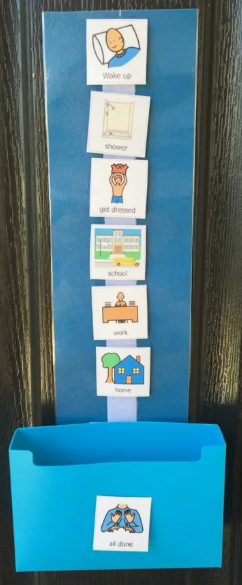 Wake up
shower
get dressed
school
work
home
all done